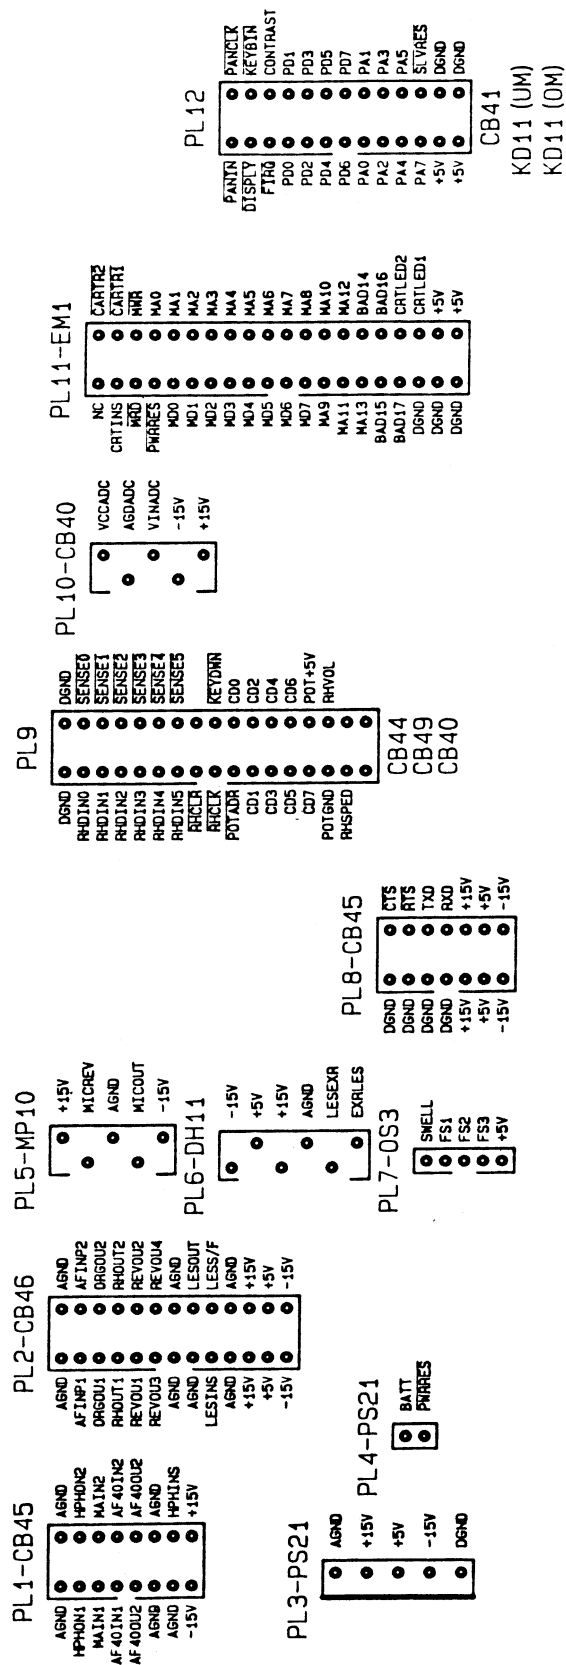 PL1-CB45
AGND AGND
HPHON1 HPHON2
MAIN1 MAIN2
AF40IN1 AF40IN2
AF40OU2 AF40OU2
AGND AGND
AGND HPHINS
-15V +15V
PL2-CB46
AGND AGND
AFINP1 AFINP2
ORGOU1 ORGOU2
RHOUT1 RHOUT2
REVOU1 REVOU2
REVOU3 REVOU4
AGND AGND
AGND LESOUT
LESINS LESS/F
AGND AGND
+15V +15V
+5V +5V
-15V -15V
PL3-PS21
AGND
+15V
+5V
-15V
DGND
PL4-PS21
BATT
PWRRES
PL5-MP10
+15V
MICREV
AGND
MICOUT
-15V
PL6-DH11
-15V
+5V
+15V
AGND
LESEXR
EXRLES
PL7-OS3
SWELL
FS1
FS2
FS3
+5V
PL8-CB45
DGND CTS
DGND RTS
DGND TXD
DGND RXD
+15V +15V
+5V +5V
-15V -15V
PL9
DGND DGND
RHDIN0 SENSE0
RHDIN1 SENSE1
RHDIN2 SENSE2
RHDIN3 SENSE3
RHDIN4 SENSE4
RHDIN5 SENSE5
RHCLR
RHCLK KEYDWN
POTADR CD0
CD1 CD2
CD3 CD4
CD5 CD6
CD7 POT+5V
POTGND RHVOL
RHSPED
CB44
CB49
CB40
PL10-CB40
VCCADC
AGDADC
VINADC
-15V
+15V
PL11-EM1
NC CARTR2
CRTINS CARTR1
MRD MWR
PWRRES MA0
MD0 MA1
MD1 MA2
MD2 MA3
MD3 MA4
MD4 MA5
MD5 MA6
MD6 MA7
MD7 MA8
MA9 MA10
MA11 MA12
MA13 BAD14
BAD15 BAD16
BAD17 CRTLED2
DGND CRTLED1
DGND +5V
DGND +5V
PL12
PANIN PANCLK
DISPLY KEYBIN
FIRQ CONTRAST
PD0 PD1
PD2 PD3
PD4 PD5
PD6 PD7
PA0 PA1
PA2 PA3
PA4 PA5
PA7 SLVRES
+5V DGND
+5V DGND
CB41
KD11 (UM)
KD11 (OM)